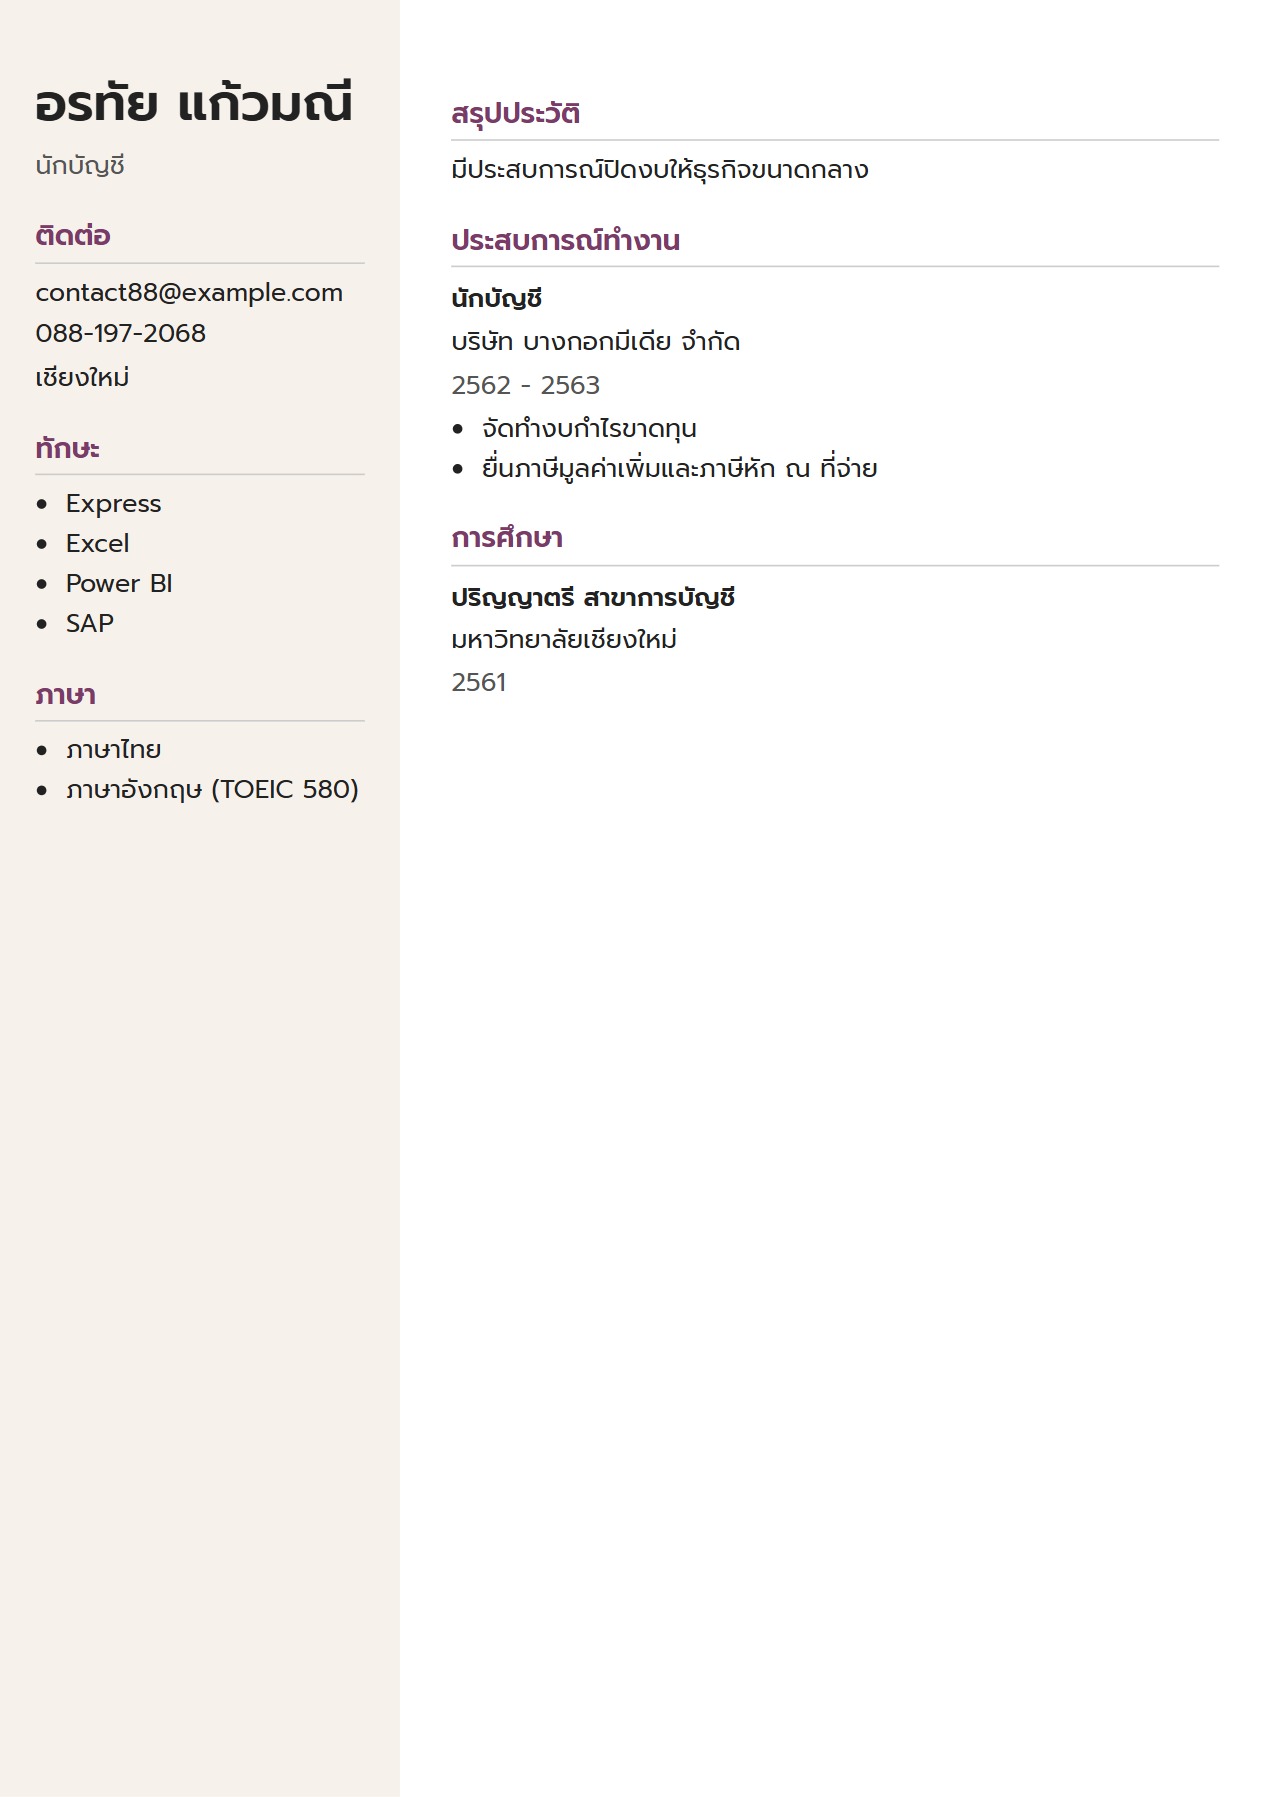 อรทัย แก้วมณี
นักบัญชี
ติดต่อ
contact88@example.com
088-197-2068
เชียงใหม่
ทักษะ
• Express
• Excel
• Power BI
• SAP
ภาษา
• ภาษาไทย
• ภาษาอังกฤษ (TOEIC 580)
สรุปประวัติ
มีประสบการณ์ปิดงบให้ธุรกิจขนาดกลาง
ประสบการณ์ทำงาน
นักบัญชี
บริษัท บางกอกมีเดีย จำกัด
2562 - 2563
• จัดทำงบกำไรขาดทุน
• ยื่นภาษีมูลค่าเพิ่มและภาษีหัก ณ ที่จ่าย
การศึกษา
ปริญญาตรี สาขาการบัญชี
มหาวิทยาลัยเชียงใหม่
2561